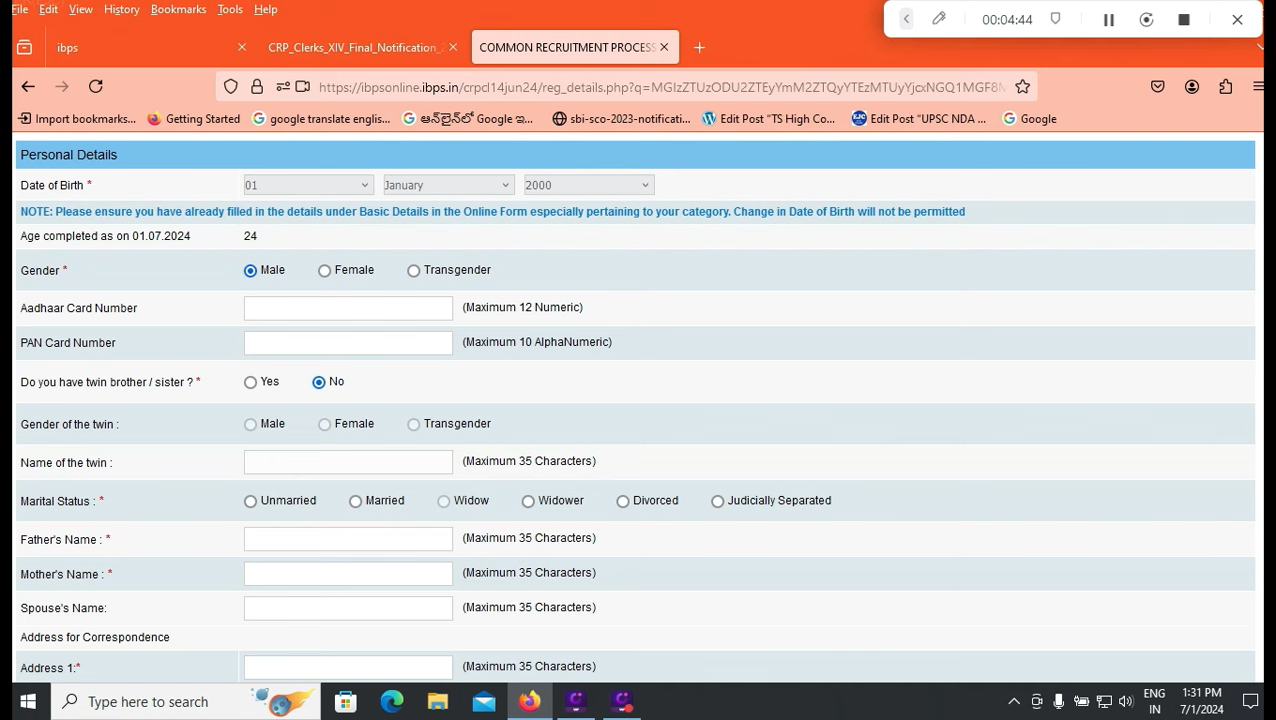 File Edit View History Bookmarks Tools Help
00:04:44
ibps
CRP_Clerks_XIV_Final_Notification_
COMMON RECRUITMENT PROCESS
https://ibpsonline.ibps.in/crpcl14jun24/reg_details.php?q=
Import bookmarks...
Getting Started
google translate englis...
ఆన్‌లైన్‌లో Google ఇ...
sbi-sco-2023-notificati...
Edit Post "TS High Co...
EJC
Edit Post "UPSC NDA ...
Google
Personal Details
Date of Birth * 01 January 2000
NOTE: Please ensure you have already filled in the details under Basic Details in the Online Form especially pertaining to your category. Change in Date of Birth will not be permitted
Age completed as on 01.07.2024 24
Gender * Male Female Transgender
Aadhaar Card Number (Maximum 12 Numeric)
PAN Card Number (Maximum 10 AlphaNumeric)
Do you have twin brother / sister ? * Yes No
Gender of the twin : Male Female Transgender
Name of the twin : (Maximum 35 Characters)
Marital Status : * Unmarried Married Widow Widower Divorced Judicially Separated
Father's Name : * (Maximum 35 Characters)
Mother's Name : * (Maximum 35 Characters)
Spouse's Name: (Maximum 35 Characters)
Address for Correspondence
Address 1:* (Maximum 35 Characters)
Type here to search
ENG
IN
1:31 PM
7/1/2024